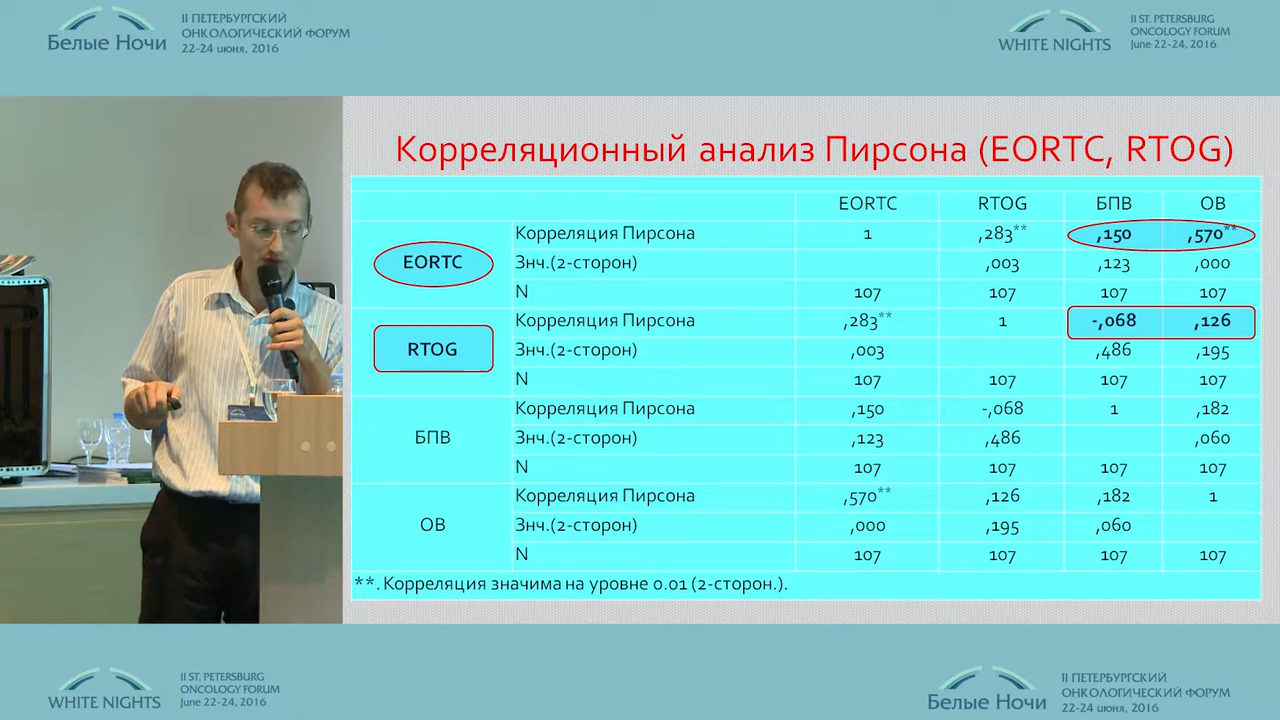 II ПЕТЕРБУРГСКИЙ
ОНКОЛОГИЧЕСКИЙ ФОРУМ
Белые Ночи
22-24 июня, 2016
II ST. PETERSBURG
ONCOLOGY FORUM
WHITE NIGHTS
June 22-24, 2016
Корреляционный анализ Пирсона (EORTC, RTOG)
EORTC RTOG БПВ ОВ
EORTC Корреляция Пирсона 1 ,283** ,150 ,570**
Знч.(2-сторон) ,003 ,123 ,000
N 107 107 107 107
RTOG Корреляция Пирсона ,283** 1 -,068 ,126
Знч.(2-сторон) ,003 ,486 ,195
N 107 107 107 107
БПВ Корреляция Пирсона ,150 -,068 1 ,182
Знч.(2-сторон) ,123 ,486 ,060
N 107 107 107 107
ОВ Корреляция Пирсона ,570** ,126 ,182 1
Знч.(2-сторон) ,000 ,195 ,060
N 107 107 107 107
**. Корреляция значима на уровне 0.01 (2-сторон.).
II ST. PETERSBURG
ONCOLOGY FORUM
WHITE NIGHTS
June 22-24, 2016
II ПЕТЕРБУРГСКИЙ
ОНКОЛОГИЧЕСКИЙ ФОРУМ
Белые Ночи
22-24 июня, 2016